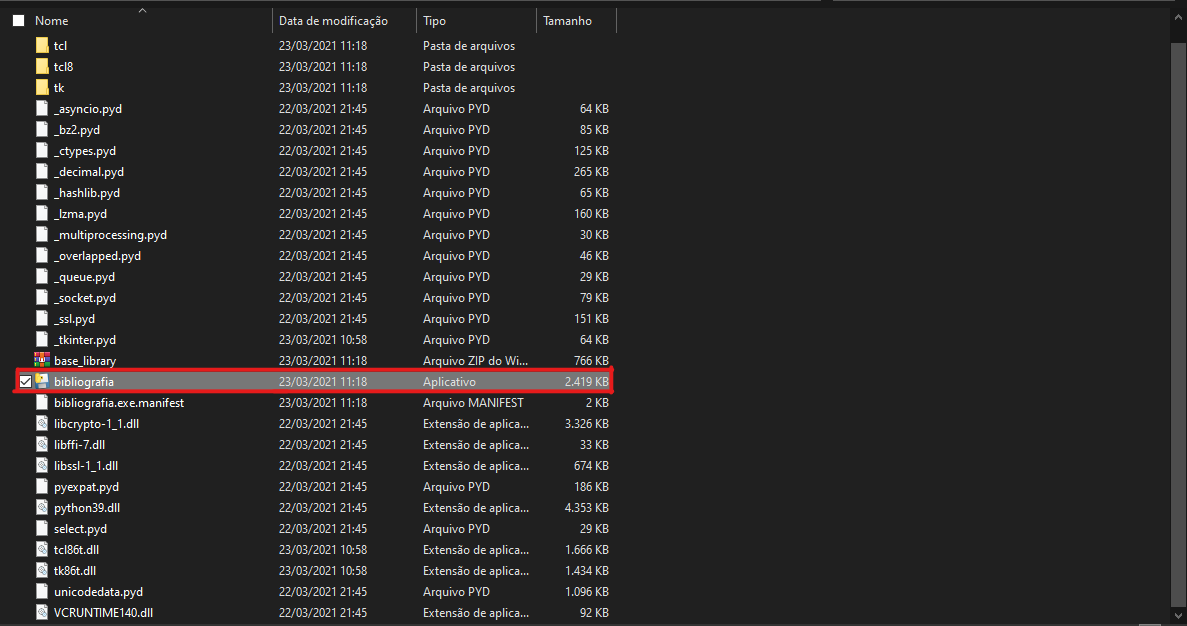 Nome Data de modificação Tipo Tamanho
tcl 23/03/2021 11:18 Pasta de arquivos
tcl8 23/03/2021 11:18 Pasta de arquivos
tk 23/03/2021 11:18 Pasta de arquivos
_asyncio.pyd 22/03/2021 21:45 Arquivo PYD 64 KB
_bz2.pyd 22/03/2021 21:45 Arquivo PYD 85 KB
_ctypes.pyd 22/03/2021 21:45 Arquivo PYD 125 KB
_decimal.pyd 22/03/2021 21:45 Arquivo PYD 265 KB
_hashlib.pyd 22/03/2021 21:45 Arquivo PYD 65 KB
_lzma.pyd 22/03/2021 21:45 Arquivo PYD 160 KB
_multiprocessing.pyd 22/03/2021 21:45 Arquivo PYD 30 KB
_overlapped.pyd 22/03/2021 21:45 Arquivo PYD 46 KB
_queue.pyd 22/03/2021 21:45 Arquivo PYD 29 KB
_socket.pyd 22/03/2021 21:45 Arquivo PYD 79 KB
_ssl.pyd 22/03/2021 21:45 Arquivo PYD 151 KB
_tkinter.pyd 23/03/2021 10:58 Arquivo PYD 64 KB
base_library 23/03/2021 11:18 Arquivo ZIP do Wi... 766 KB
bibliografia 23/03/2021 11:18 Aplicativo 2.419 KB
bibliografia.exe.manifest 23/03/2021 11:18 Arquivo MANIFEST 2 KB
libcrypto-1_1.dll 22/03/2021 21:45 Extensão de aplica... 3.326 KB
libffi-7.dll 22/03/2021 21:45 Extensão de aplica... 33 KB
libssl-1_1.dll 22/03/2021 21:45 Extensão de aplica... 674 KB
pyexpat.pyd 22/03/2021 21:45 Arquivo PYD 186 KB
python39.dll 22/03/2021 21:45 Extensão de aplica... 4.353 KB
select.pyd 22/03/2021 21:45 Arquivo PYD 29 KB
tcl86t.dll 23/03/2021 10:58 Extensão de aplica... 1.666 KB
tk86t.dll 23/03/2021 10:58 Extensão de aplica... 1.434 KB
unicodedata.pyd 22/03/2021 21:45 Arquivo PYD 1.096 KB
VCRUNTIME140.dll 22/03/2021 21:45 Extensão de aplica... 92 KB